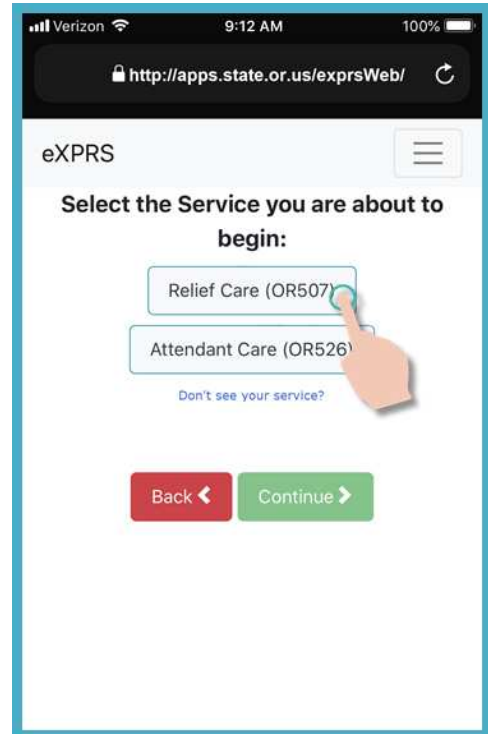 Verizon 9:12 AM 100%
http://apps.state.or.us/exprsWeb/
eXPRS
Select the Service you are about to
begin:
Relief Care (OR507)
Attendant Care (OR526)
Don't see your service?
Back Continue